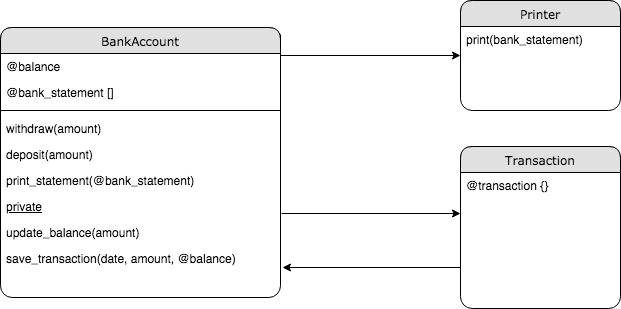 BankAccount
@balance
@bank_statement []
withdraw(amount)
deposit(amount)
print_statement(@bank_statement)
private
update_balance(amount)
save_transaction(date, amount, @balance)
Printer
print(bank_statement)
Transaction
@transaction {}